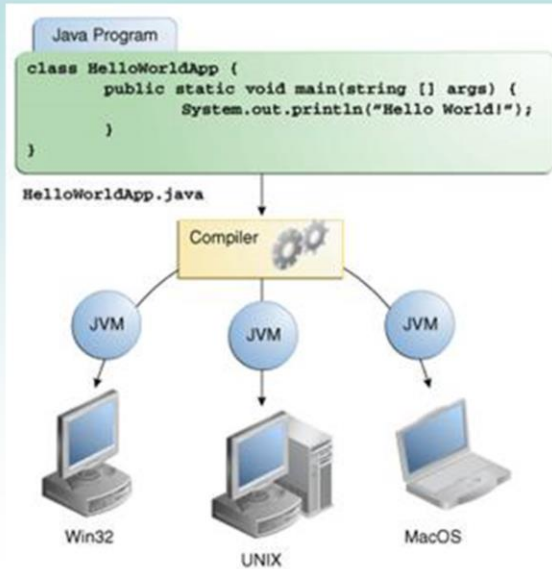 Java Program
class HelloWorldApp {
public static void main(string [] args) {
System.out.println("Hello World!");
}
}
HelloWorldApp.java
Compiler
JVM
JVM
JVM
Win32
UNIX
MacOS